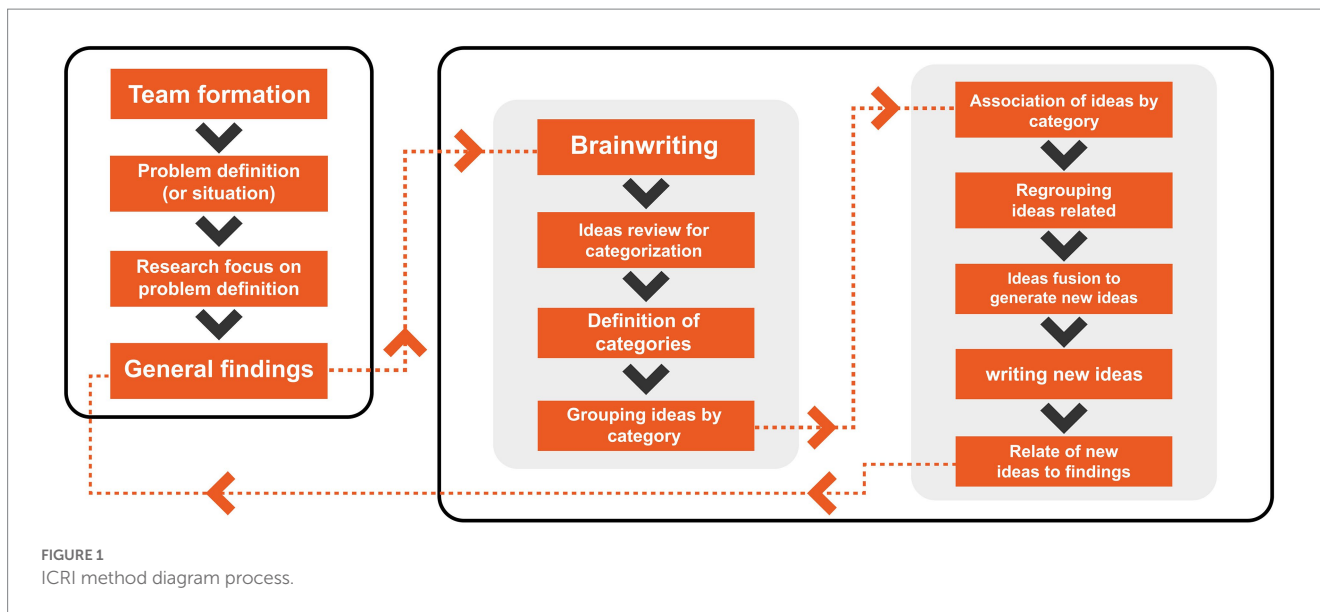 Team formation
Problem definition
(or situation)
Research focus on
problem definition
General findings
Brainwriting
Ideas review for
categorization
Definition of
categories
Grouping ideas by
category
Association of ideas by
category
Regrouping
ideas related
Ideas fusion to
generate new ideas
writing new ideas
Relate of new
ideas to findings
FIGURE 1
ICRI method diagram process.